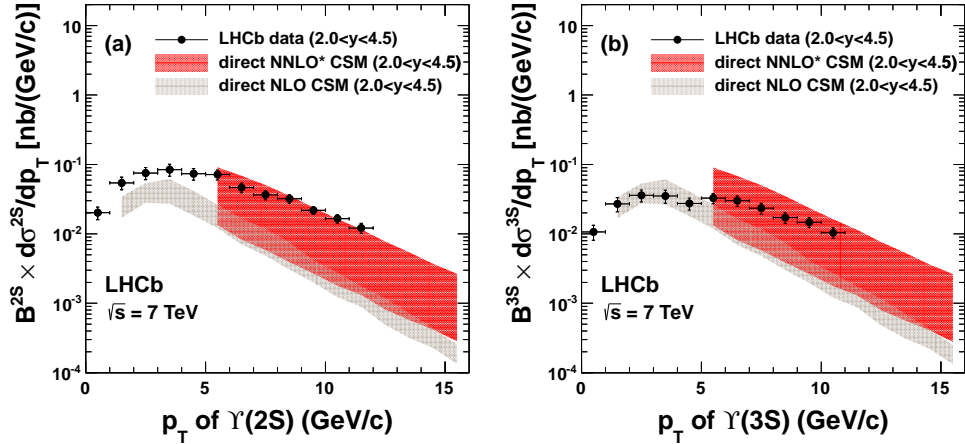 (a)
LHCb data (2.0<y<4.5)
direct NNLO* CSM (2.0<y<4.5)
direct NLO CSM (2.0<y<4.5)
B^2S × dσ^2S/dp_T [nb/(GeV/c)]
10
1
10^-1
10^-2
10^-3
10^-4
LHCb
√s = 7 TeV
0 5 10 15
p_T of ϒ(2S) (GeV/c)
(b)
LHCb data (2.0<y<4.5)
direct NNLO* CSM (2.0<y<4.5)
direct NLO CSM (2.0<y<4.5)
B^3S × dσ^3S/dp_T [nb/(GeV/c)]
10
1
10^-1
10^-2
10^-3
10^-4
LHCb
√s = 7 TeV
0 5 10 15
p_T of ϒ(3S) (GeV/c)